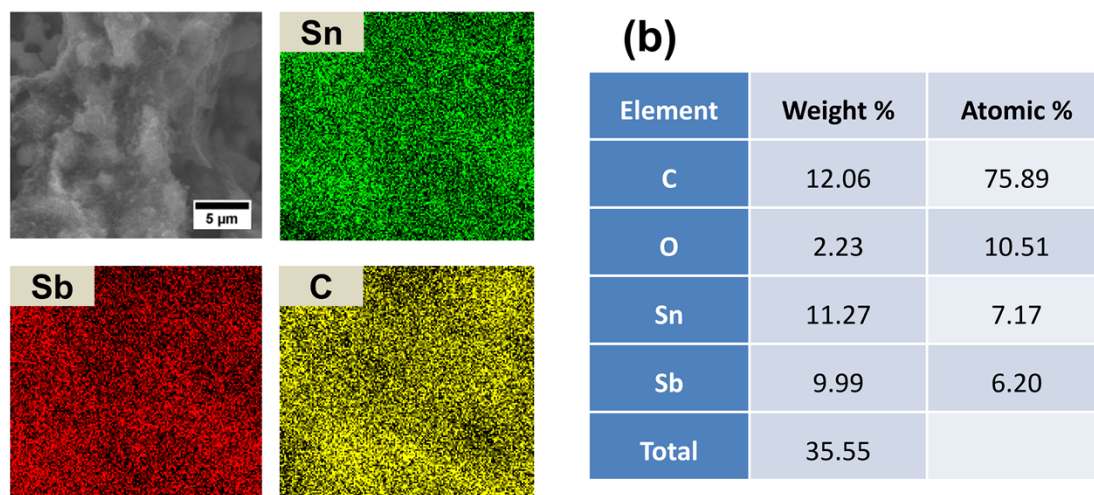 Sn
5 µm
Sb
C
(b)
Element Weight % Atomic %
C 12.06 75.89
O 2.23 10.51
Sn 11.27 7.17
Sb 9.99 6.20
Total 35.55